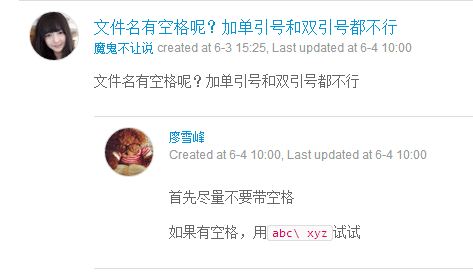 文件名有空格呢？加单引号和双引号都不行
魔鬼不让说 created at 6-3 15:25, Last updated at 6-4 10:00
文件名有空格呢？加单引号和双引号都不行
廖雪峰
Created at 6-4 10:00, Last updated at 6-4 10:00
首先尽量不要带空格
如果有空格，用abc\ xyz试试